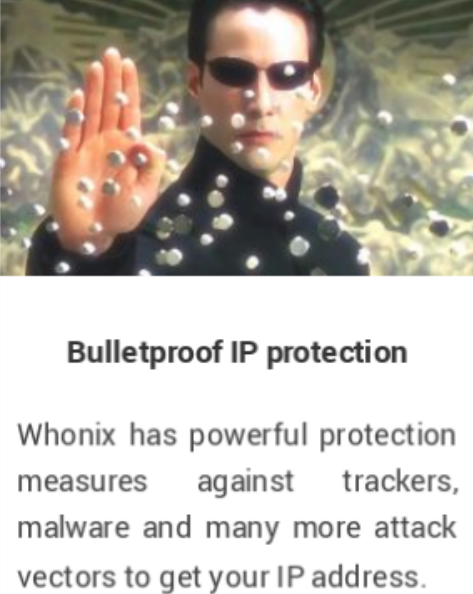 Bulletproof IP protection
Whonix has powerful protection
measures against trackers,
malware and many more attack
vectors to get your IP address.